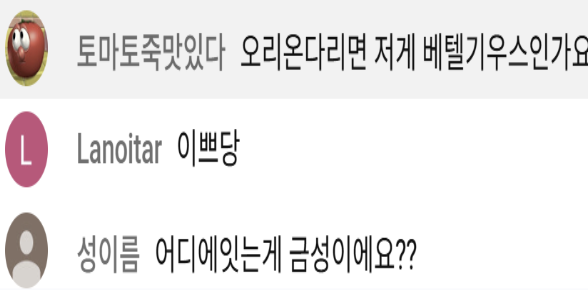 토마토죽맛있다 오리온다리면 저게 베텔기우스인가요
L Lanoitar 이쁘당
성이름 어디에잇는게 금성이에요??